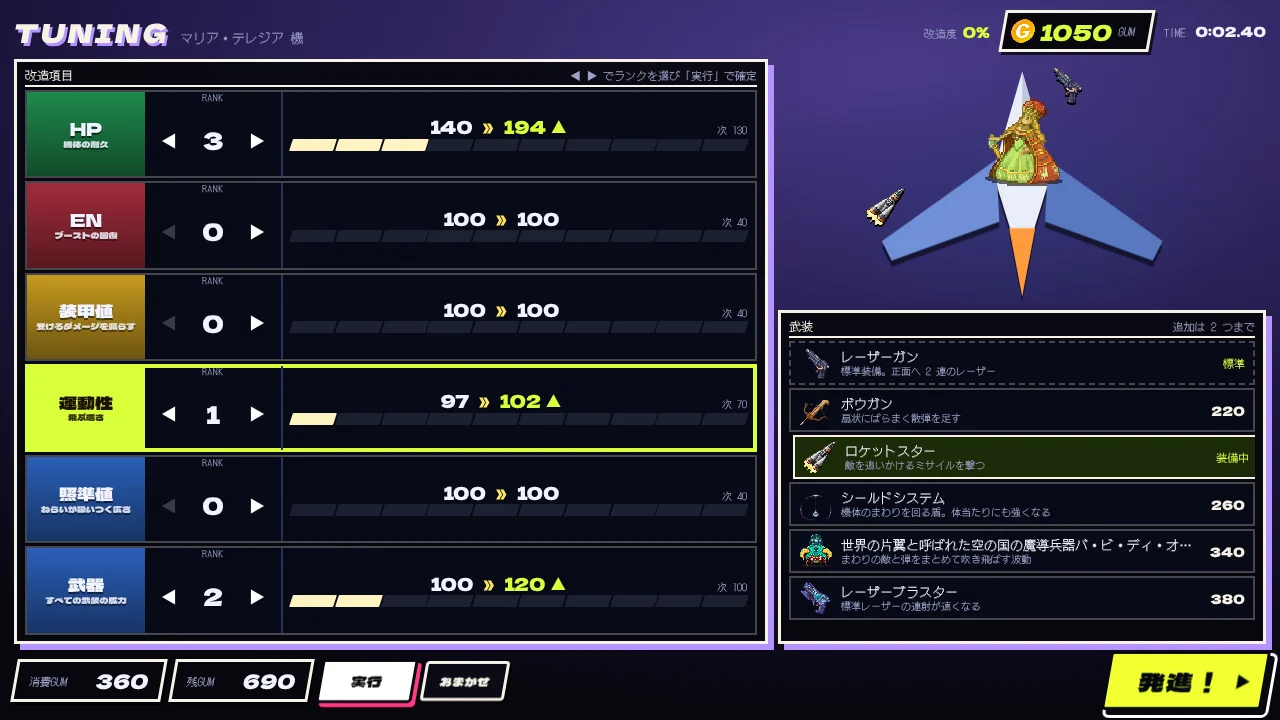 TUNING マリア・テレジア 機
改造度 0% G 1050 GUM TIME 0:02.40
改造項目 ◀ ▶ でランクを選び「実行」で確定
HP
機体の耐久
RANK
◀ 3 ▶
140 » 194 ▲
次 130
EN
ブーストの回復
RANK
◀ 0 ▶
100 » 100
次 40
装甲値
受けるダメージを減らす
RANK
◀ 0 ▶
100 » 100
次 40
運動性
飛ぶ速さ
RANK
◀ 1 ▶
97 » 102 ▲
次 70
照準値
ねらいが吸いつく広さ
RANK
◀ 0 ▶
100 » 100
次 40
武器
すべての武装の威力
RANK
◀ 2 ▶
100 » 120 ▲
次 100
武装 追加は 2 つまで
レーザーガン
標準装備。正面へ 2 連のレーザー
標準
ボウガン
扇状にばらまく散弾を足す
220
ロケットスター
敵を追いかけるミサイルを撃つ
装備中
シールドシステム
機体のまわりを回る盾。体当たりにも強くなる
260
世界の片翼と呼ばれた空の国の魔導兵器バ・ビ・ディ・オ…
まわりの敵と弾をまとめて吹き飛ばす波動
340
レーザーブラスター
標準レーザーの連射が速くなる
380
消費GUM 360 残GUM 690 実行 おまかせ 発進！ ▶